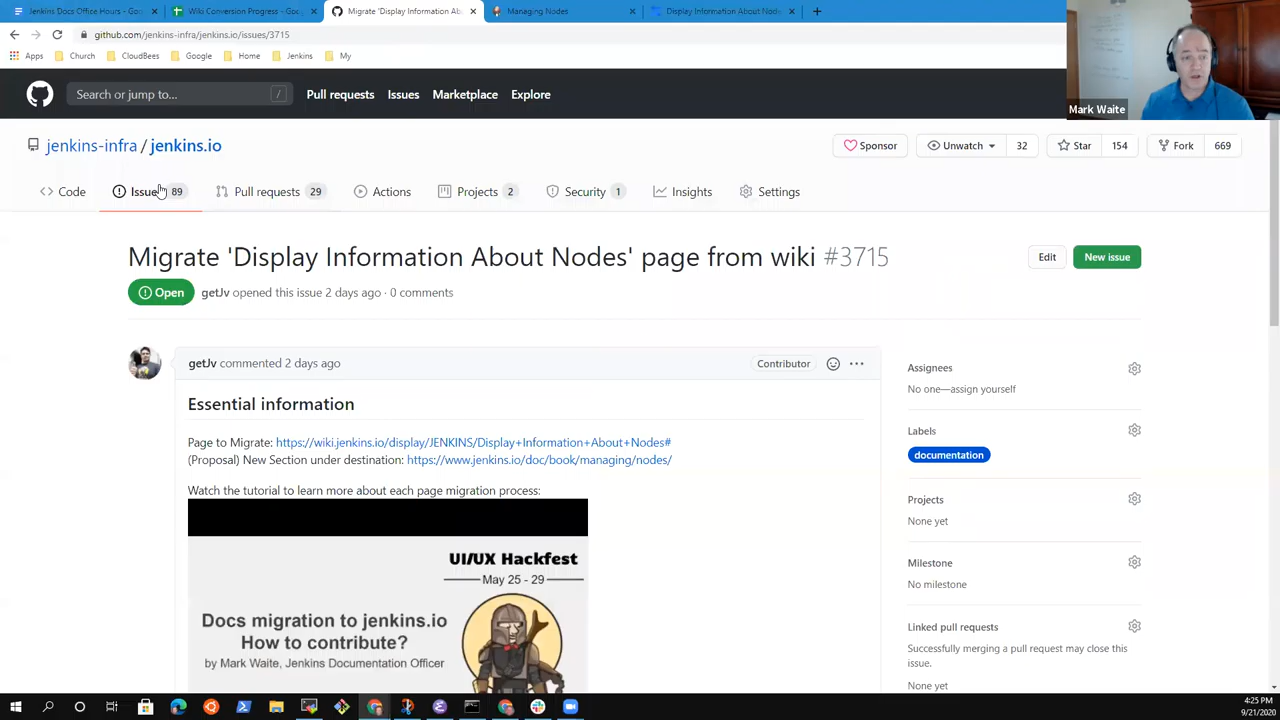 Jenkins Docs Office Hours - Goo
Wiki Conversion Progress - Goog
Migrate 'Display Information Abo
Managing Nodes
Display Information About Node
github.com/jenkins-infra/jenkins.io/issues/3715
Apps Church CloudBees Google Home Jenkins My
Search or jump to... / Pull requests Issues Marketplace Explore
Mark Waite
jenkins-infra / jenkins.io Sponsor Unwatch 32 Star 154 Fork 669
Code Issues 89 Pull requests 29 Actions Projects 2 Security 1 Insights Settings
Migrate 'Display Information About Nodes' page from wiki #3715
Edit New issue
Open getJv opened this issue 2 days ago · 0 comments
getJv commented 2 days ago Contributor
Essential information
Page to Migrate: https://wiki.jenkins.io/display/JENKINS/Display+Information+About+Nodes#
(Proposal) New Section under destination: https://www.jenkins.io/doc/book/managing/nodes/
Watch the tutorial to learn more about each page migration process:
UI/UX Hackfest
May 25 - 29
Docs migration to jenkins.io
How to contribute?
by Mark Waite, Jenkins Documentation Officer
Assignees
No one—assign yourself
Labels
documentation
Projects
None yet
Milestone
No milestone
Linked pull requests
Successfully merging a pull request may close this
issue.
None yet
4:25 PM
9/21/2020